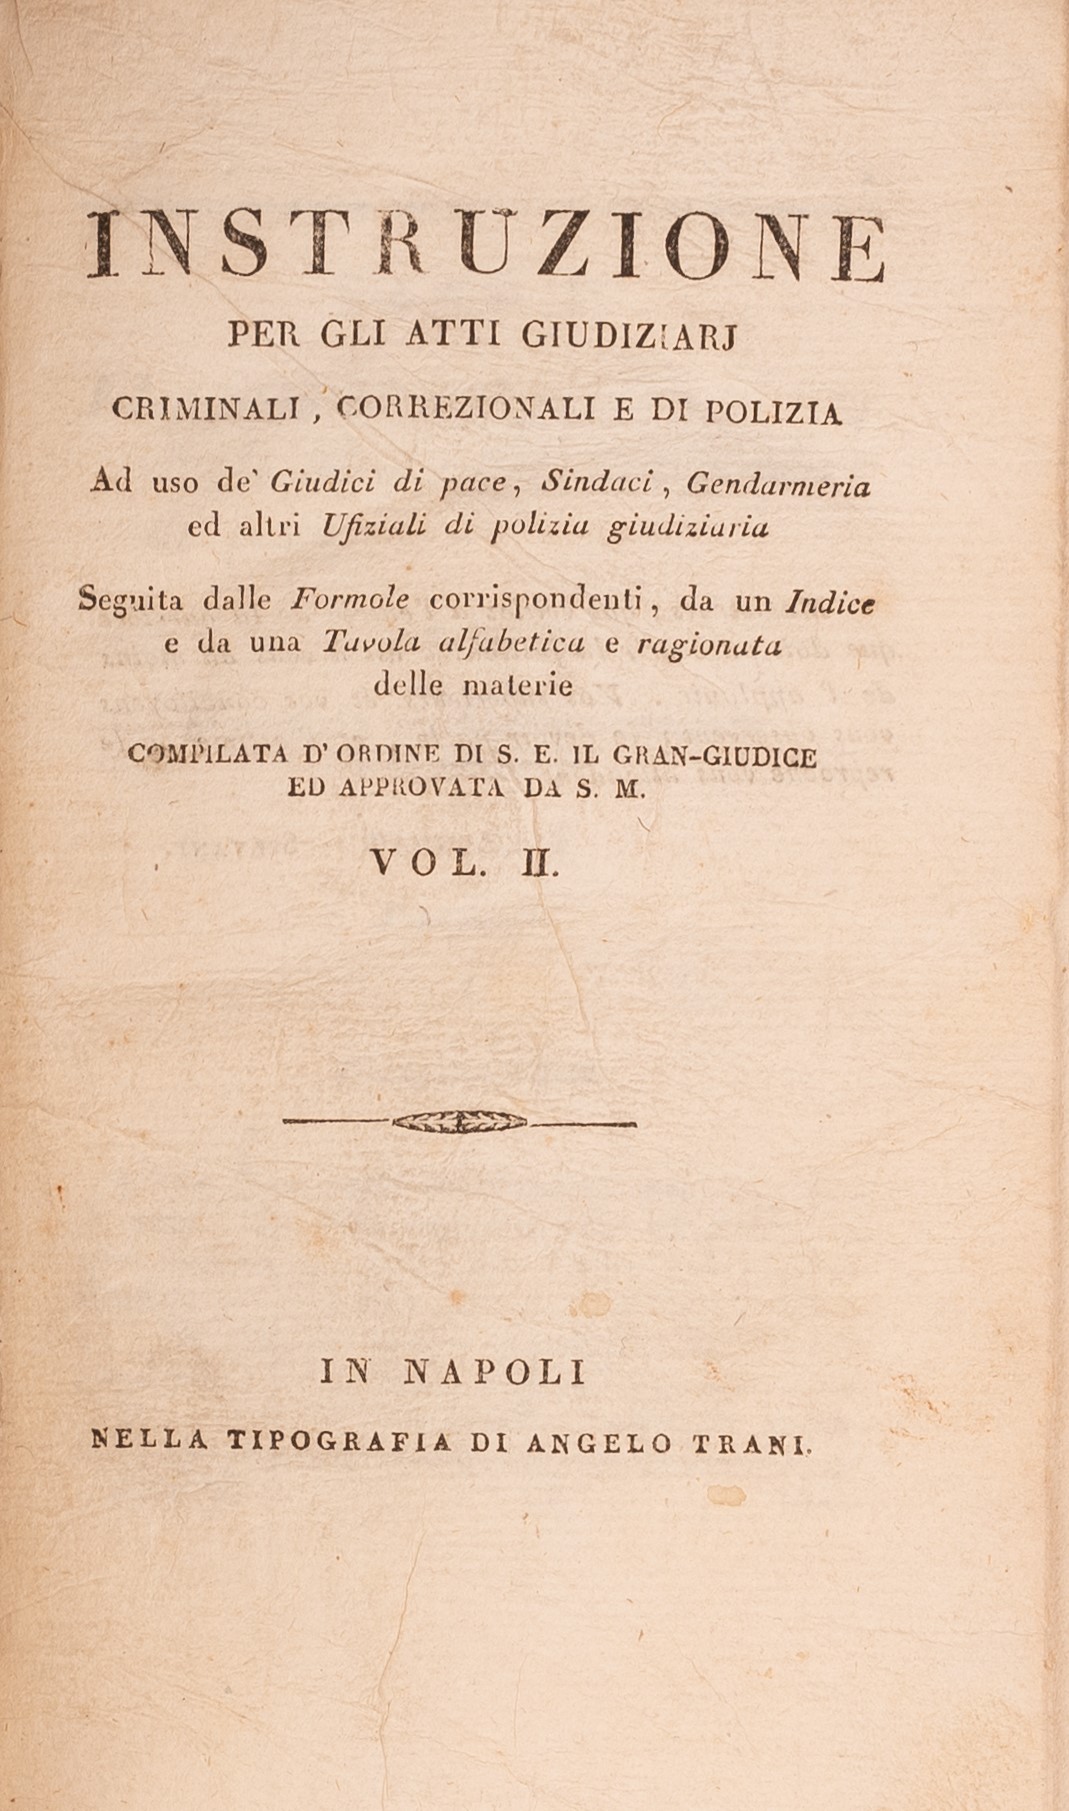 INSTRUZIONE
PER GLI ATTI GIUDIZIARJ
CRIMINALI, CORREZIONALI E DI POLIZIA
Ad uso de' Giudici di pace, Sindaci, Gendarmeria
ed altri Ufiziali di polizia giudiziaria
Seguita dalle Formole corrispondenti, da un Indice
e da una Tavola alfabetica e ragionata
delle materie
COMPILATA D' ORDINE DI S. E. IL GRAN-GIUDICE
ED APPROVATA DA S. M.
VOL. II.
IN NAPOLI
NELLA TIPOGRAFIA DI ANGELO TRANI.